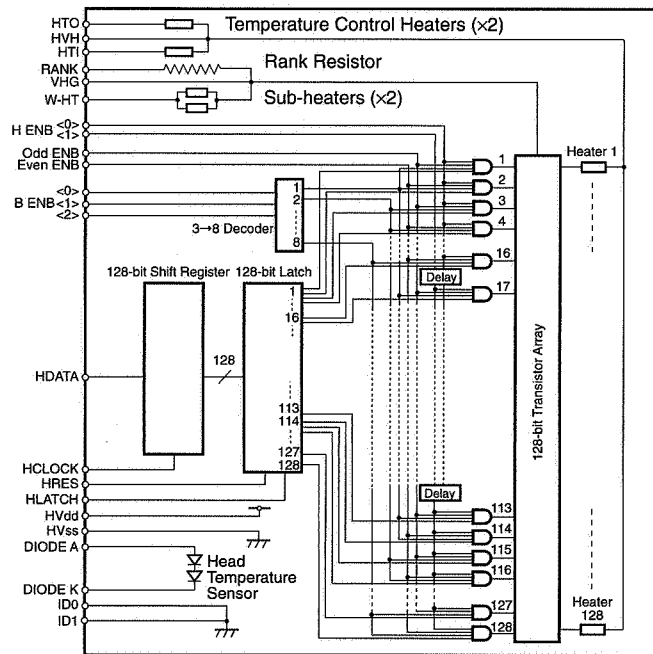 HTO
Temperature Control Heaters (×2)
HVH
HTI
RANK
Rank Resistor
VHG
W-HT
Sub-heaters (×2)
H ENB <0>
<1>
Odd ENB
Even ENB
Heater 1
1
2
3
4
<0>
B ENB <1>
<2>
1
2
8
3→8 Decoder
16
Delay
17
128-bit Shift Register
128-bit Latch
1
16
128
HDATA
128-bit Transistor Array
113
114
127
128
HCLOCK
HRES
HLATCH
HVdd
HVss
DIODE A
Head
Temperature
Sensor
DIODE K
ID0
ID1
Delay
113
114
115
116
127
128
Heater
128